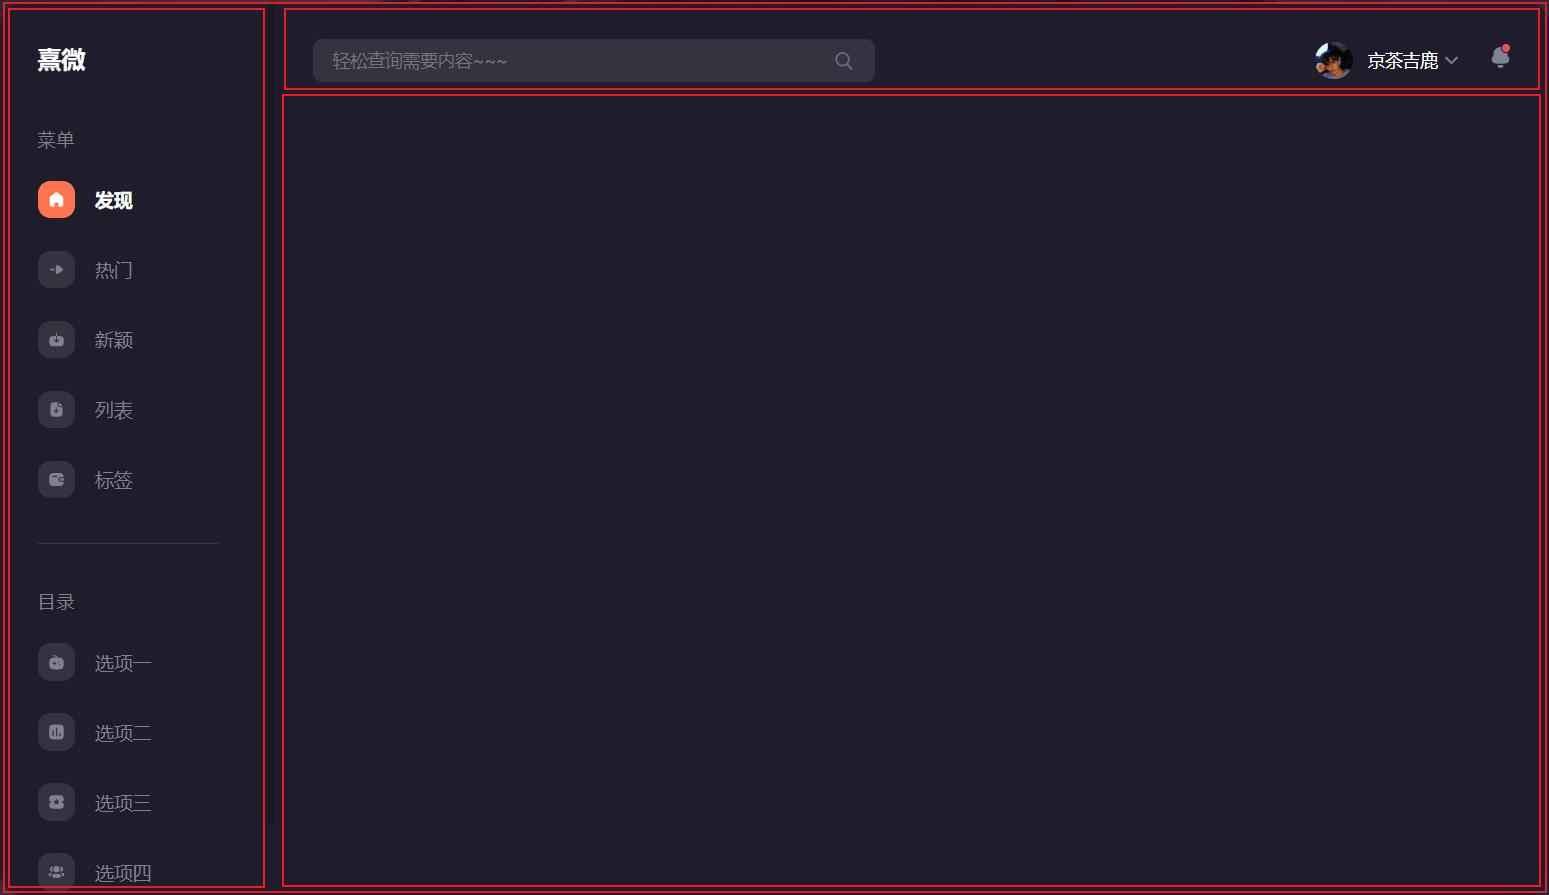 熹微
轻松查询需要内容~~~
京茶吉鹿
菜单
发现
热门
新颖
列表
标签
目录
选项一
选项二
选项三
选项四